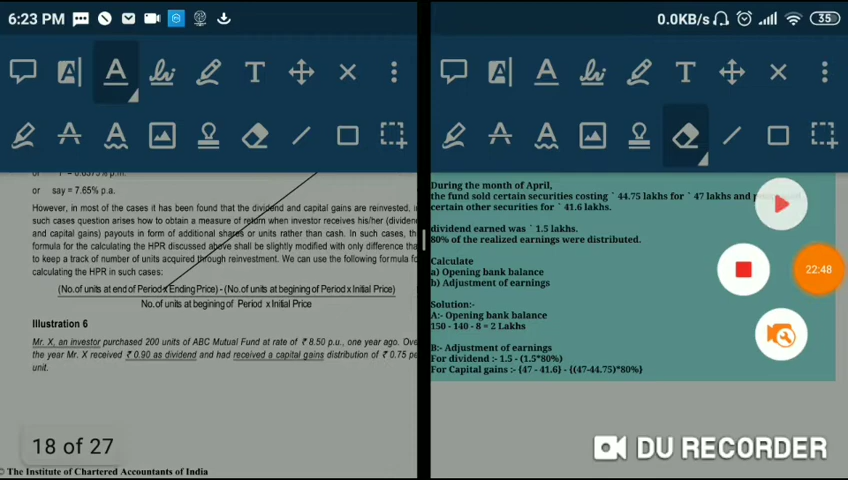 6:23 PM
0.0KB/s
35
or
say = 7.65% p.a.
However, in most of the cases it has been found that the dividend and capital gains are reinvested, i
such cases question arises how to obtain a measure of return when investor receives his/her (dividen
and capital gains) payouts in form of additional shares or units rather than cash. In such cases, th
formula for the calculating the HPR discussed above shall be slightly modified with only difference tha
to keep a track of number of units acquired through reinvestment. We can use the following formula fo
calculating the HPR in such cases:
(No.of units at end of Period x Ending Price) - (No. of units at begining of Period x Initial Price)
No.of units at begining of Period x Initial Price
Illustration 6
Mr. X, an investor purchased 200 units of ABC Mutual Fund at rate of ₹ 8.50 p.u., one year ago. Ove
the year Mr. X received ₹ 0.90 as dividend and had received a capital gains distribution of ₹ 0.75 pe
unit.
18 of 27
© The Institute of Chartered Accountants of India
During the month of April,
the fund sold certain securities costing ` 44.75 lakhs for ` 47 lakhs and
certain other securities for ` 41.6 lakhs.
dividend earned was ` 1.5 lakhs.
80% of the realized earnings were distributed.
Calculate
a) Opening bank balance
b) Adjustment of earnings
Solution:-
A:- Opening bank balance
150 - 140 - 8 = 2 Lakhs
B:- Adjustment of earnings
For dividend :- 1.5 - (1.5*80%)
For Capital gains :- {47 - 41.6} - {(47-44.75)*80%}
22:48
DU RECORDER